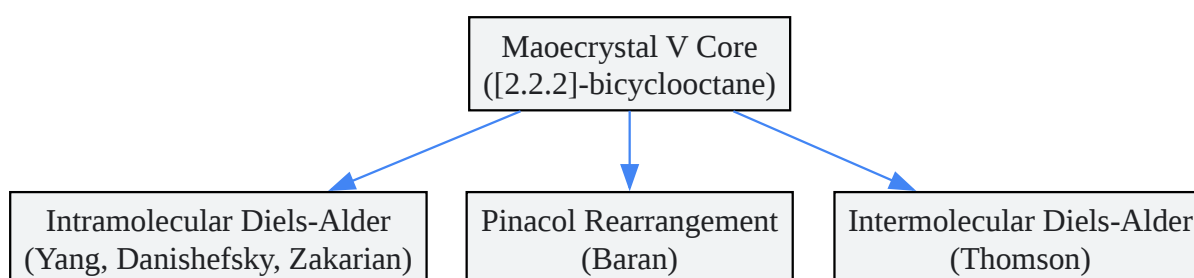 Maoecrystal V Core
([2.2.2]-bicyclooctane)
Intramolecular Diels-Alder
(Yang, Danishefsky, Zakarian)
Pinacol Rearrangement
(Baran)
Intermolecular Diels-Alder
(Thomson)